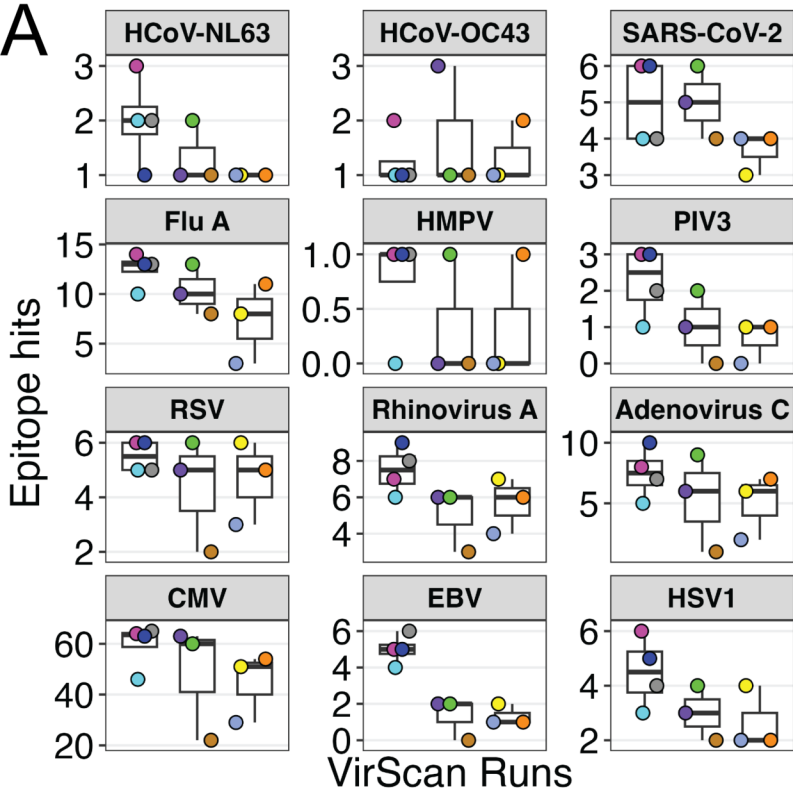 A
HCoV-NL63 HCoV-OC43 SARS-CoV-2
3 3 6
2 2 5
4
1 1 3
Flu A HMPV PIV3
15 1.0 3
10 0.5 2
1
5 0.0 0
RSV Rhinovirus A Adenovirus C
6 8 10
4 6 5
2 4
CMV EBV HSV1
60 6 6
40 4 4
2
20 0 2
Epitope hits
VirScan Runs